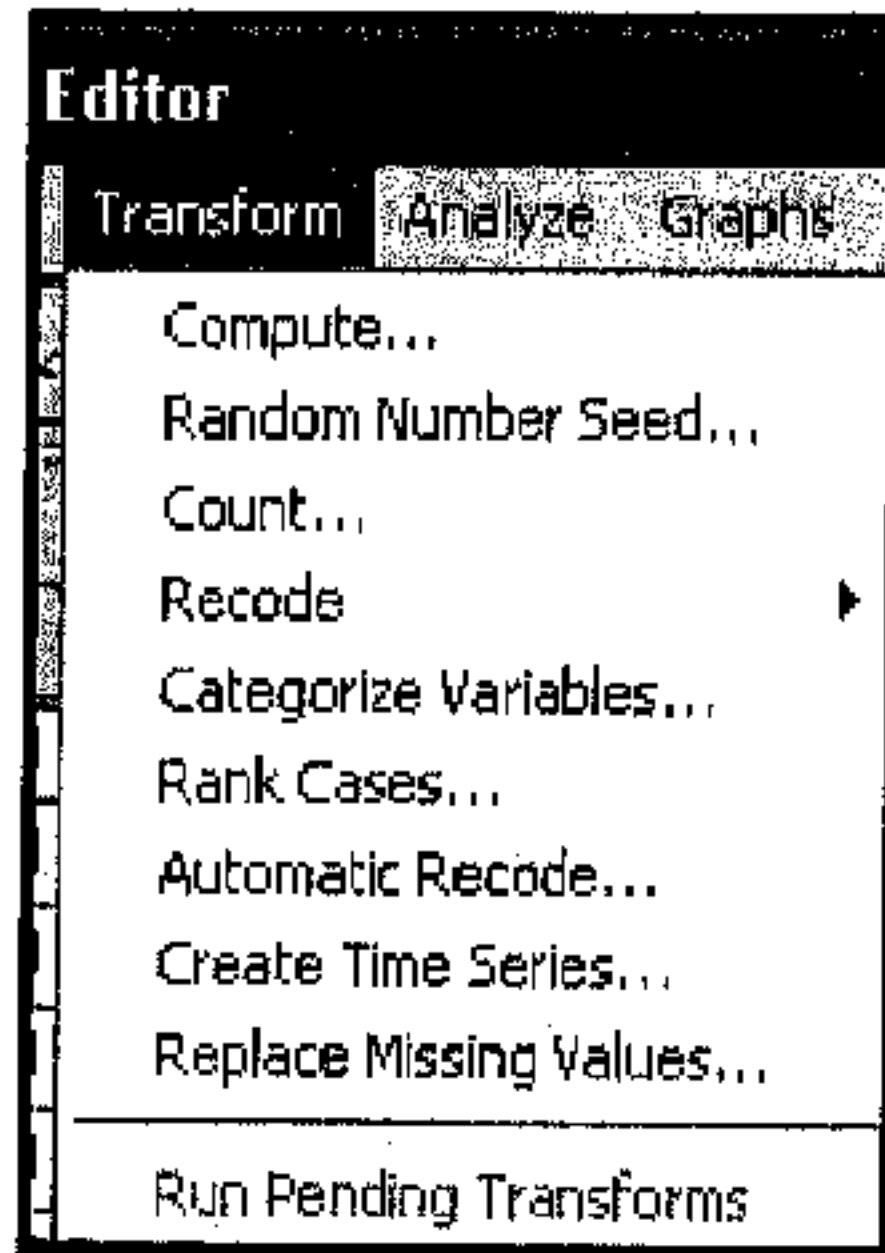 Editor
Transform Analyze Graphs
Compute...
Random Number Seed...
Count...
Recode
Categorize Variables...
Rank Cases...
Automatic Recode...
Create Time Series...
Replace Missing Values...
Run Pending Transforms